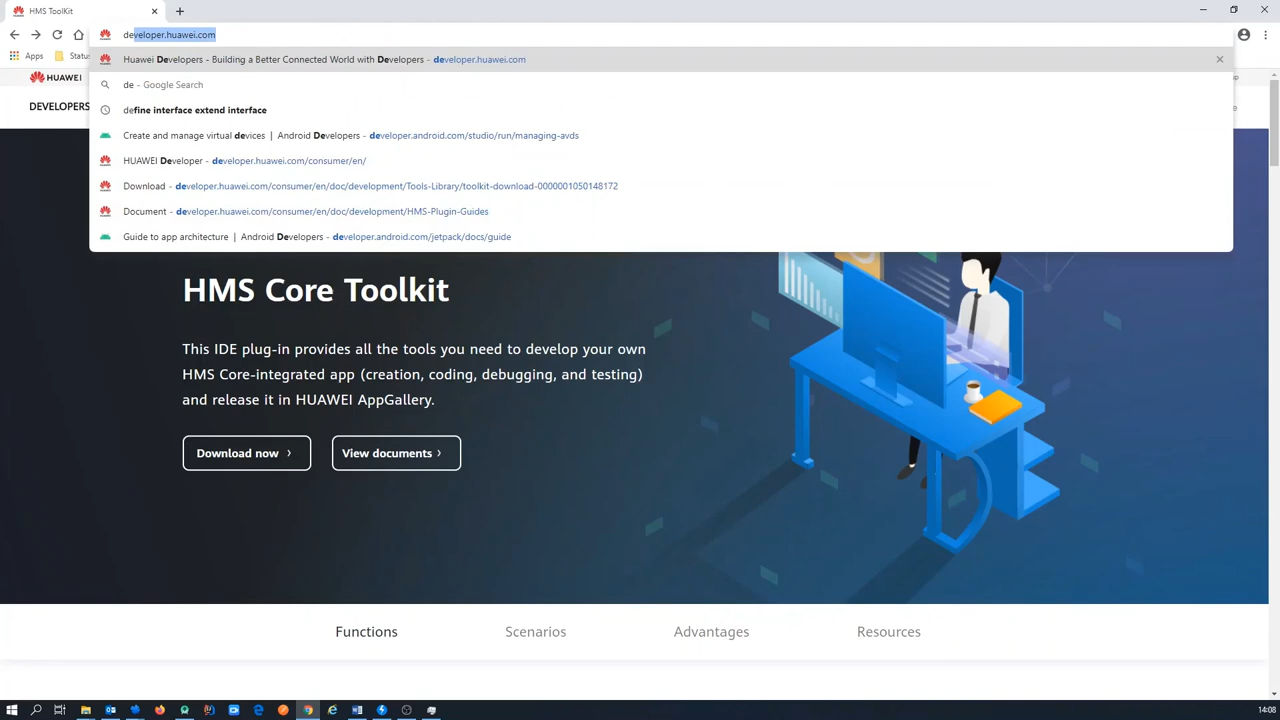 HMS ToolKit
developer.huawei.com
Huawei Developers - Building a Better Connected World with Developers - developer.huawei.com
de - Google Search
define interface extend interface
Create and manage virtual devices | Android Developers - developer.android.com/studio/run/managing-avds
HUAWEI Developer - developer.huawei.com/consumer/en/
Download - developer.huawei.com/consumer/en/doc/development/Tools-Library/toolkit-download-0000001050148172
Document - developer.huawei.com/consumer/en/doc/development/HMS-Plugin-Guides
Guide to app architecture | Android Developers - developer.android.com/jetpack/docs/guide
Apps
Status
HUAWEI
DEVELOPERS
HMS Core Toolkit
This IDE plug-in provides all the tools you need to develop your own
HMS Core-integrated app (creation, coding, debugging, and testing)
and release it in HUAWEI AppGallery.
Download now ›
View documents ›
Functions
Scenarios
Advantages
Resources
14:08